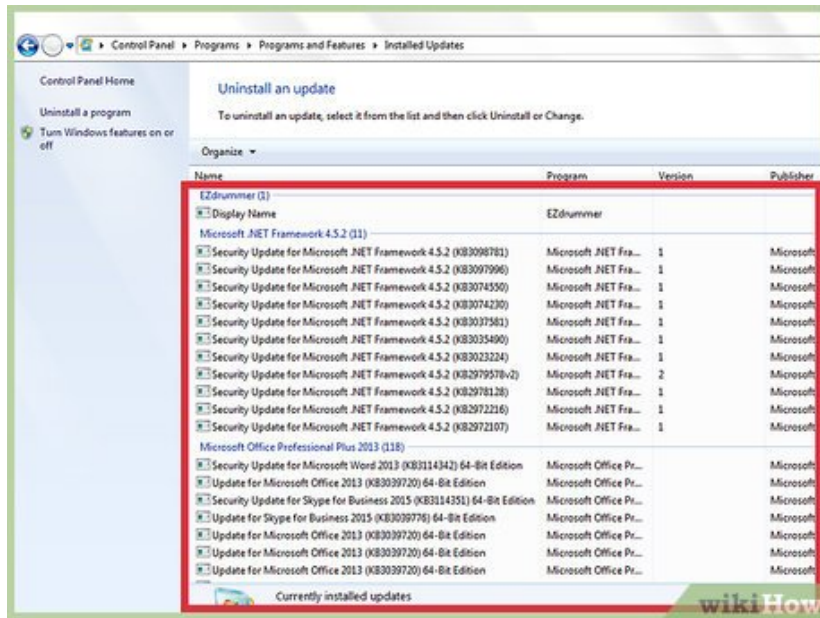 Control Panel ▸ Programs ▸ Programs and Features ▸ Installed Updates
Control Panel Home
Uninstall a program
Turn Windows features on or
off
Uninstall an update
To uninstall an update, select it from the list and then click Uninstall or Change.
Organize
Name Program Version Publisher
EZdrummer (1)
Display Name EZdrummer
Microsoft .NET Framework 4.5.2 (11)
Security Update for Microsoft .NET Framework 4.5.2 (KB3098781) Microsoft .NET Fra... 1 Microsoft
Security Update for Microsoft .NET Framework 4.5.2 (KB3097996) Microsoft .NET Fra... 1 Microsoft
Security Update for Microsoft .NET Framework 4.5.2 (KB3074550) Microsoft .NET Fra... 1 Microsoft
Security Update for Microsoft .NET Framework 4.5.2 (KB3074230) Microsoft .NET Fra... 1 Microsoft
Security Update for Microsoft .NET Framework 4.5.2 (KB3037581) Microsoft .NET Fra... 1 Microsoft
Security Update for Microsoft .NET Framework 4.5.2 (KB3035490) Microsoft .NET Fra... 1 Microsoft
Security Update for Microsoft .NET Framework 4.5.2 (KB3023224) Microsoft .NET Fra... 1 Microsoft
Security Update for Microsoft .NET Framework 4.5.2 (KB2979578v2) Microsoft .NET Fra... 2 Microsoft
Security Update for Microsoft .NET Framework 4.5.2 (KB2978128) Microsoft .NET Fra... 1 Microsoft
Security Update for Microsoft .NET Framework 4.5.2 (KB2972216) Microsoft .NET Fra... 1 Microsoft
Security Update for Microsoft .NET Framework 4.5.2 (KB2972107) Microsoft .NET Fra... 1 Microsoft
Microsoft Office Professional Plus 2013 (118)
Security Update for Microsoft Word 2013 (KB3114342) 64-Bit Edition Microsoft Office Pr... Microsoft
Update for Microsoft Office 2013 (KB3039720) 64-Bit Edition Microsoft Office Pr... Microsoft
Security Update for Skype for Business 2015 (KB3114351) 64-Bit Edition Microsoft Office Pr... Microsoft
Update for Skype for Business 2015 (KB3039776) 64-Bit Edition Microsoft Office Pr... Microsoft
Update for Microsoft Office 2013 (KB3039720) 64-Bit Edition Microsoft Office Pr... Microsoft
Update for Microsoft Office 2013 (KB3039720) 64-Bit Edition Microsoft Office Pr... Microsoft
Update for Microsoft Office 2013 (KB3039720) 64-Bit Edition Microsoft Office Pr... Microsoft
Currently installed updates
wikiHow